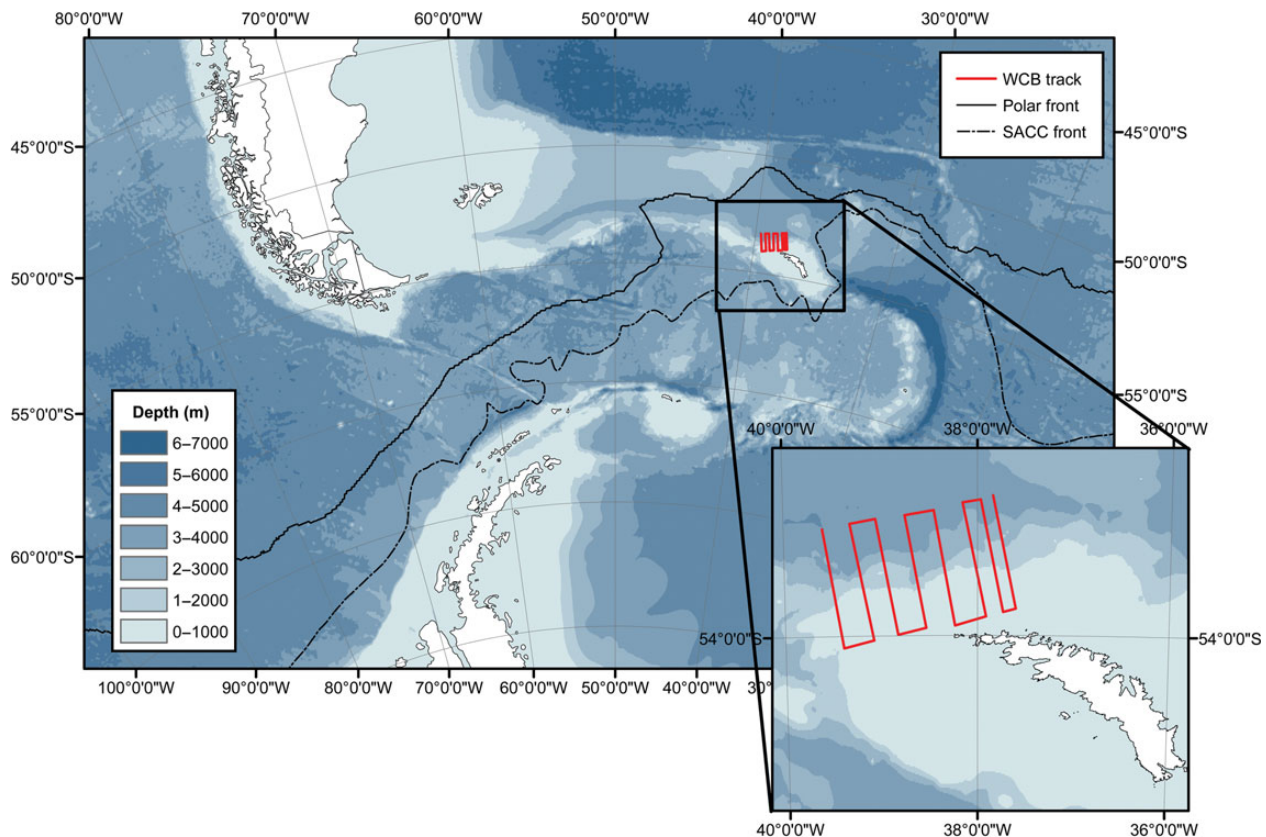 80°0'0"W 70°0'0"W 60°0'0"W 50°0'0"W 40°0'0"W 30°0'0"W
WCB track
Polar front
SACC front
45°0'0"S 45°0'0"S
50°0'0"S 50°0'0"S
55°0'0"S 55°0'0"S
60°0'0"S
Depth (m)
6–7000
5–6000
4–5000
3–4000
2–3000
1–2000
0–1000
40°0'0"W 38°0'0"W 36°0'0"W
54°0'0"S 54°0'0"S
100°0'0"W 90°0'0"W 80°0'0"W 70°0'0"W 60°0'0"W 50°0'0"W 40°0'0"W
40°0'0"W 38°0'0"W 36°0'0"W